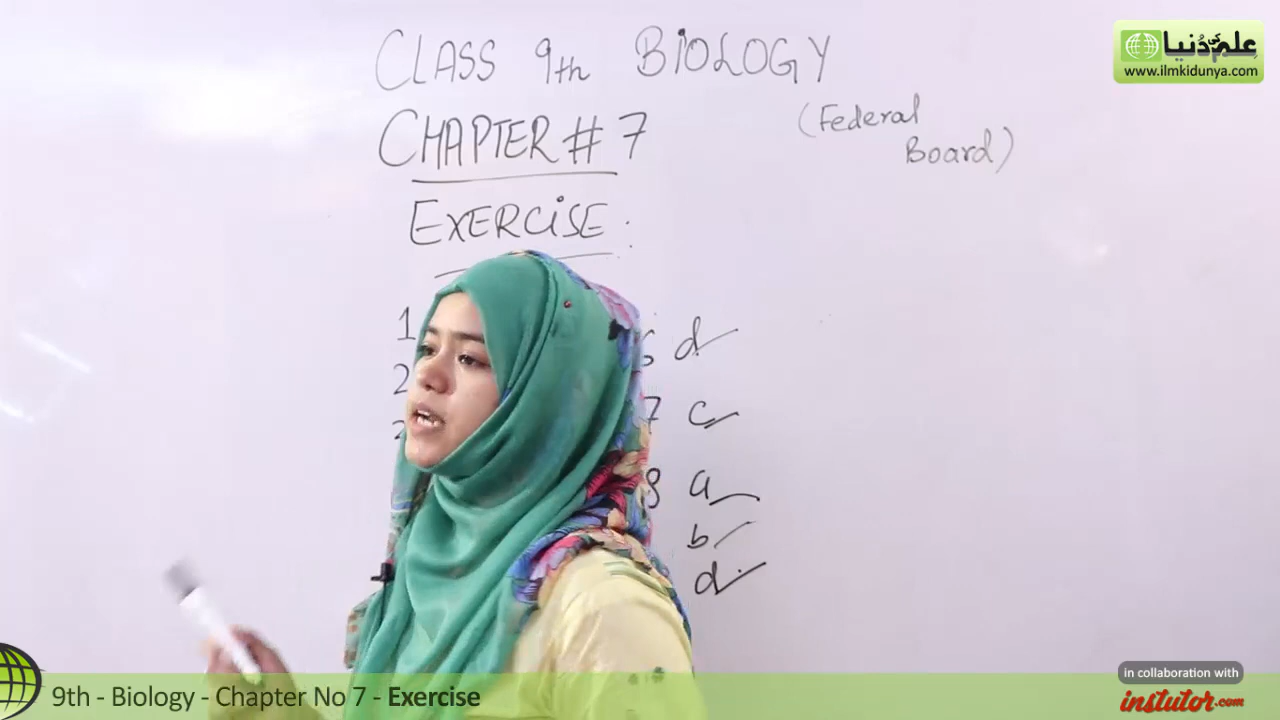 CLASS 9th BIOLOGY
CHAPTER # 7
(Federal
Board)
EXERCISE :
1
6 d
2
7 c
8 a
b
d
علم کی دنیا
www.ilmkidunya.com
9th - Biology - Chapter No 7 - Exercise
in collaboration with
instutor.com